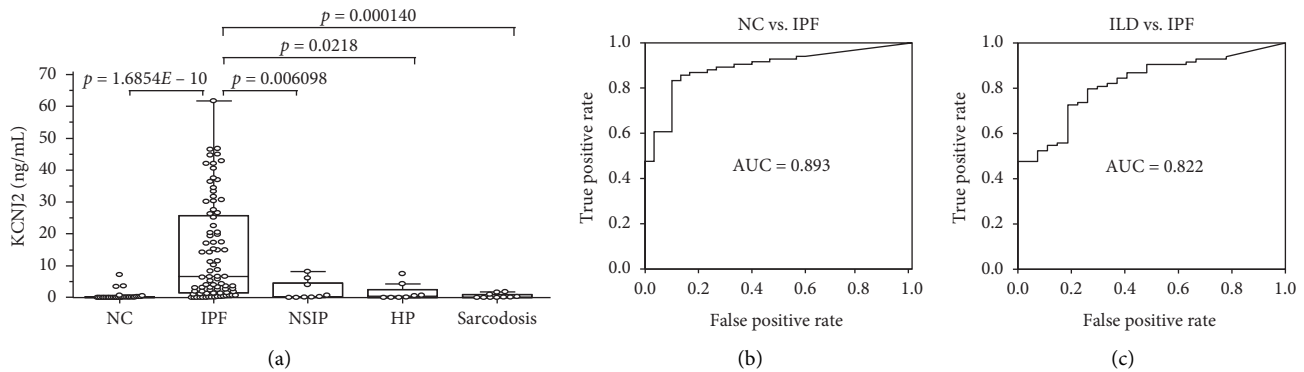 p = 0.000140
p = 0.0218
p = 1.6854E – 10
p = 0.006098
KCNJ2 (ng/mL)
70
60
50
40
30
20
10
0
NC
IPF
NSIP
HP
Sarcodosis
(a)
NC vs. IPF
True positive rate
1.0
0.8
0.6
0.4
0.2
0.0
AUC = 0.893
0.0
0.2
0.4
0.6
0.8
1.0
False positive rate
(b)
ILD vs. IPF
True positive rate
1.0
0.8
0.6
0.4
0.2
0.0
AUC = 0.822
0.0
0.2
0.4
0.6
0.8
1.0
False positive rate
(c)